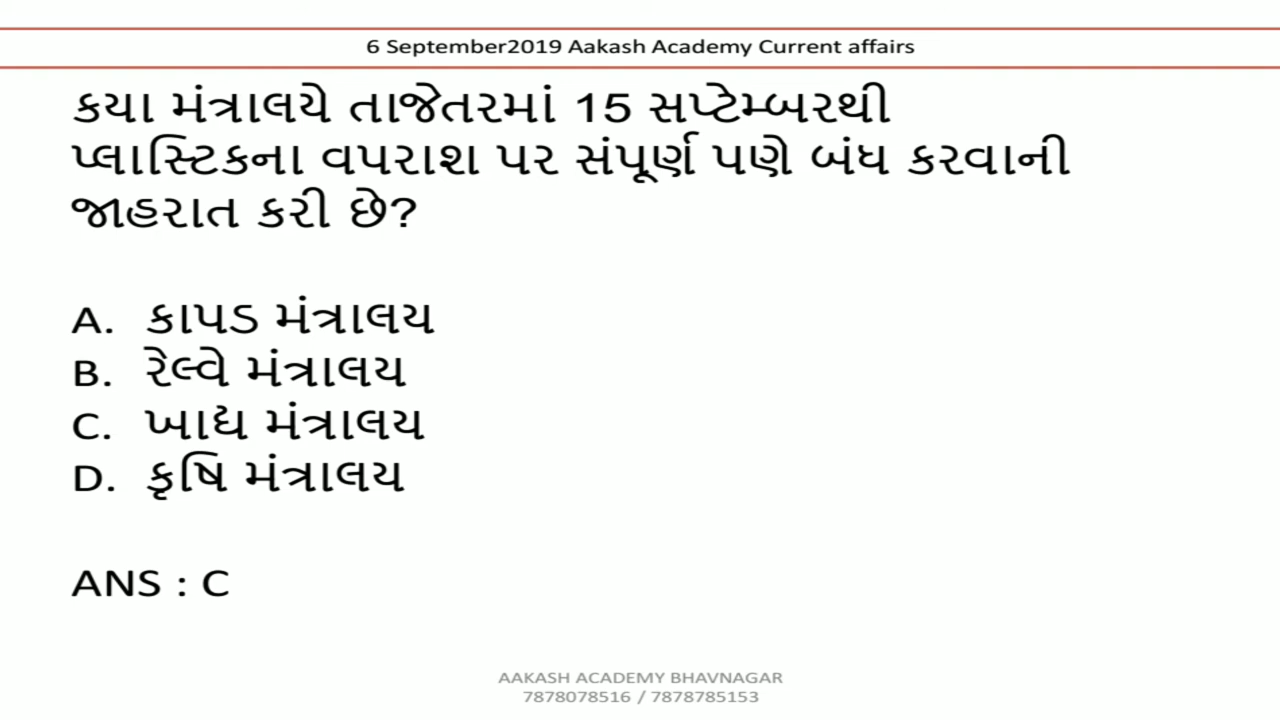 6 September2019 Aakash Academy Current affairs
કયા મંત્રાલયે તાજેતરમાં 15 સપ્ટેમ્બરથી
પ્લાસ્ટિકના વપરાશ પર સંપૂર્ણ પણે બંધ કરવાની
જાહરાત કરી છે?
A. કાપડ મંત્રાલય
B. રેલ્વે મંત્રાલય
C. ખાદ્ય મંત્રાલય
D. કૃષિ મંત્રાલય
ANS : C
AAKASH ACADEMY BHAVNAGAR
7878078516 / 7878785153